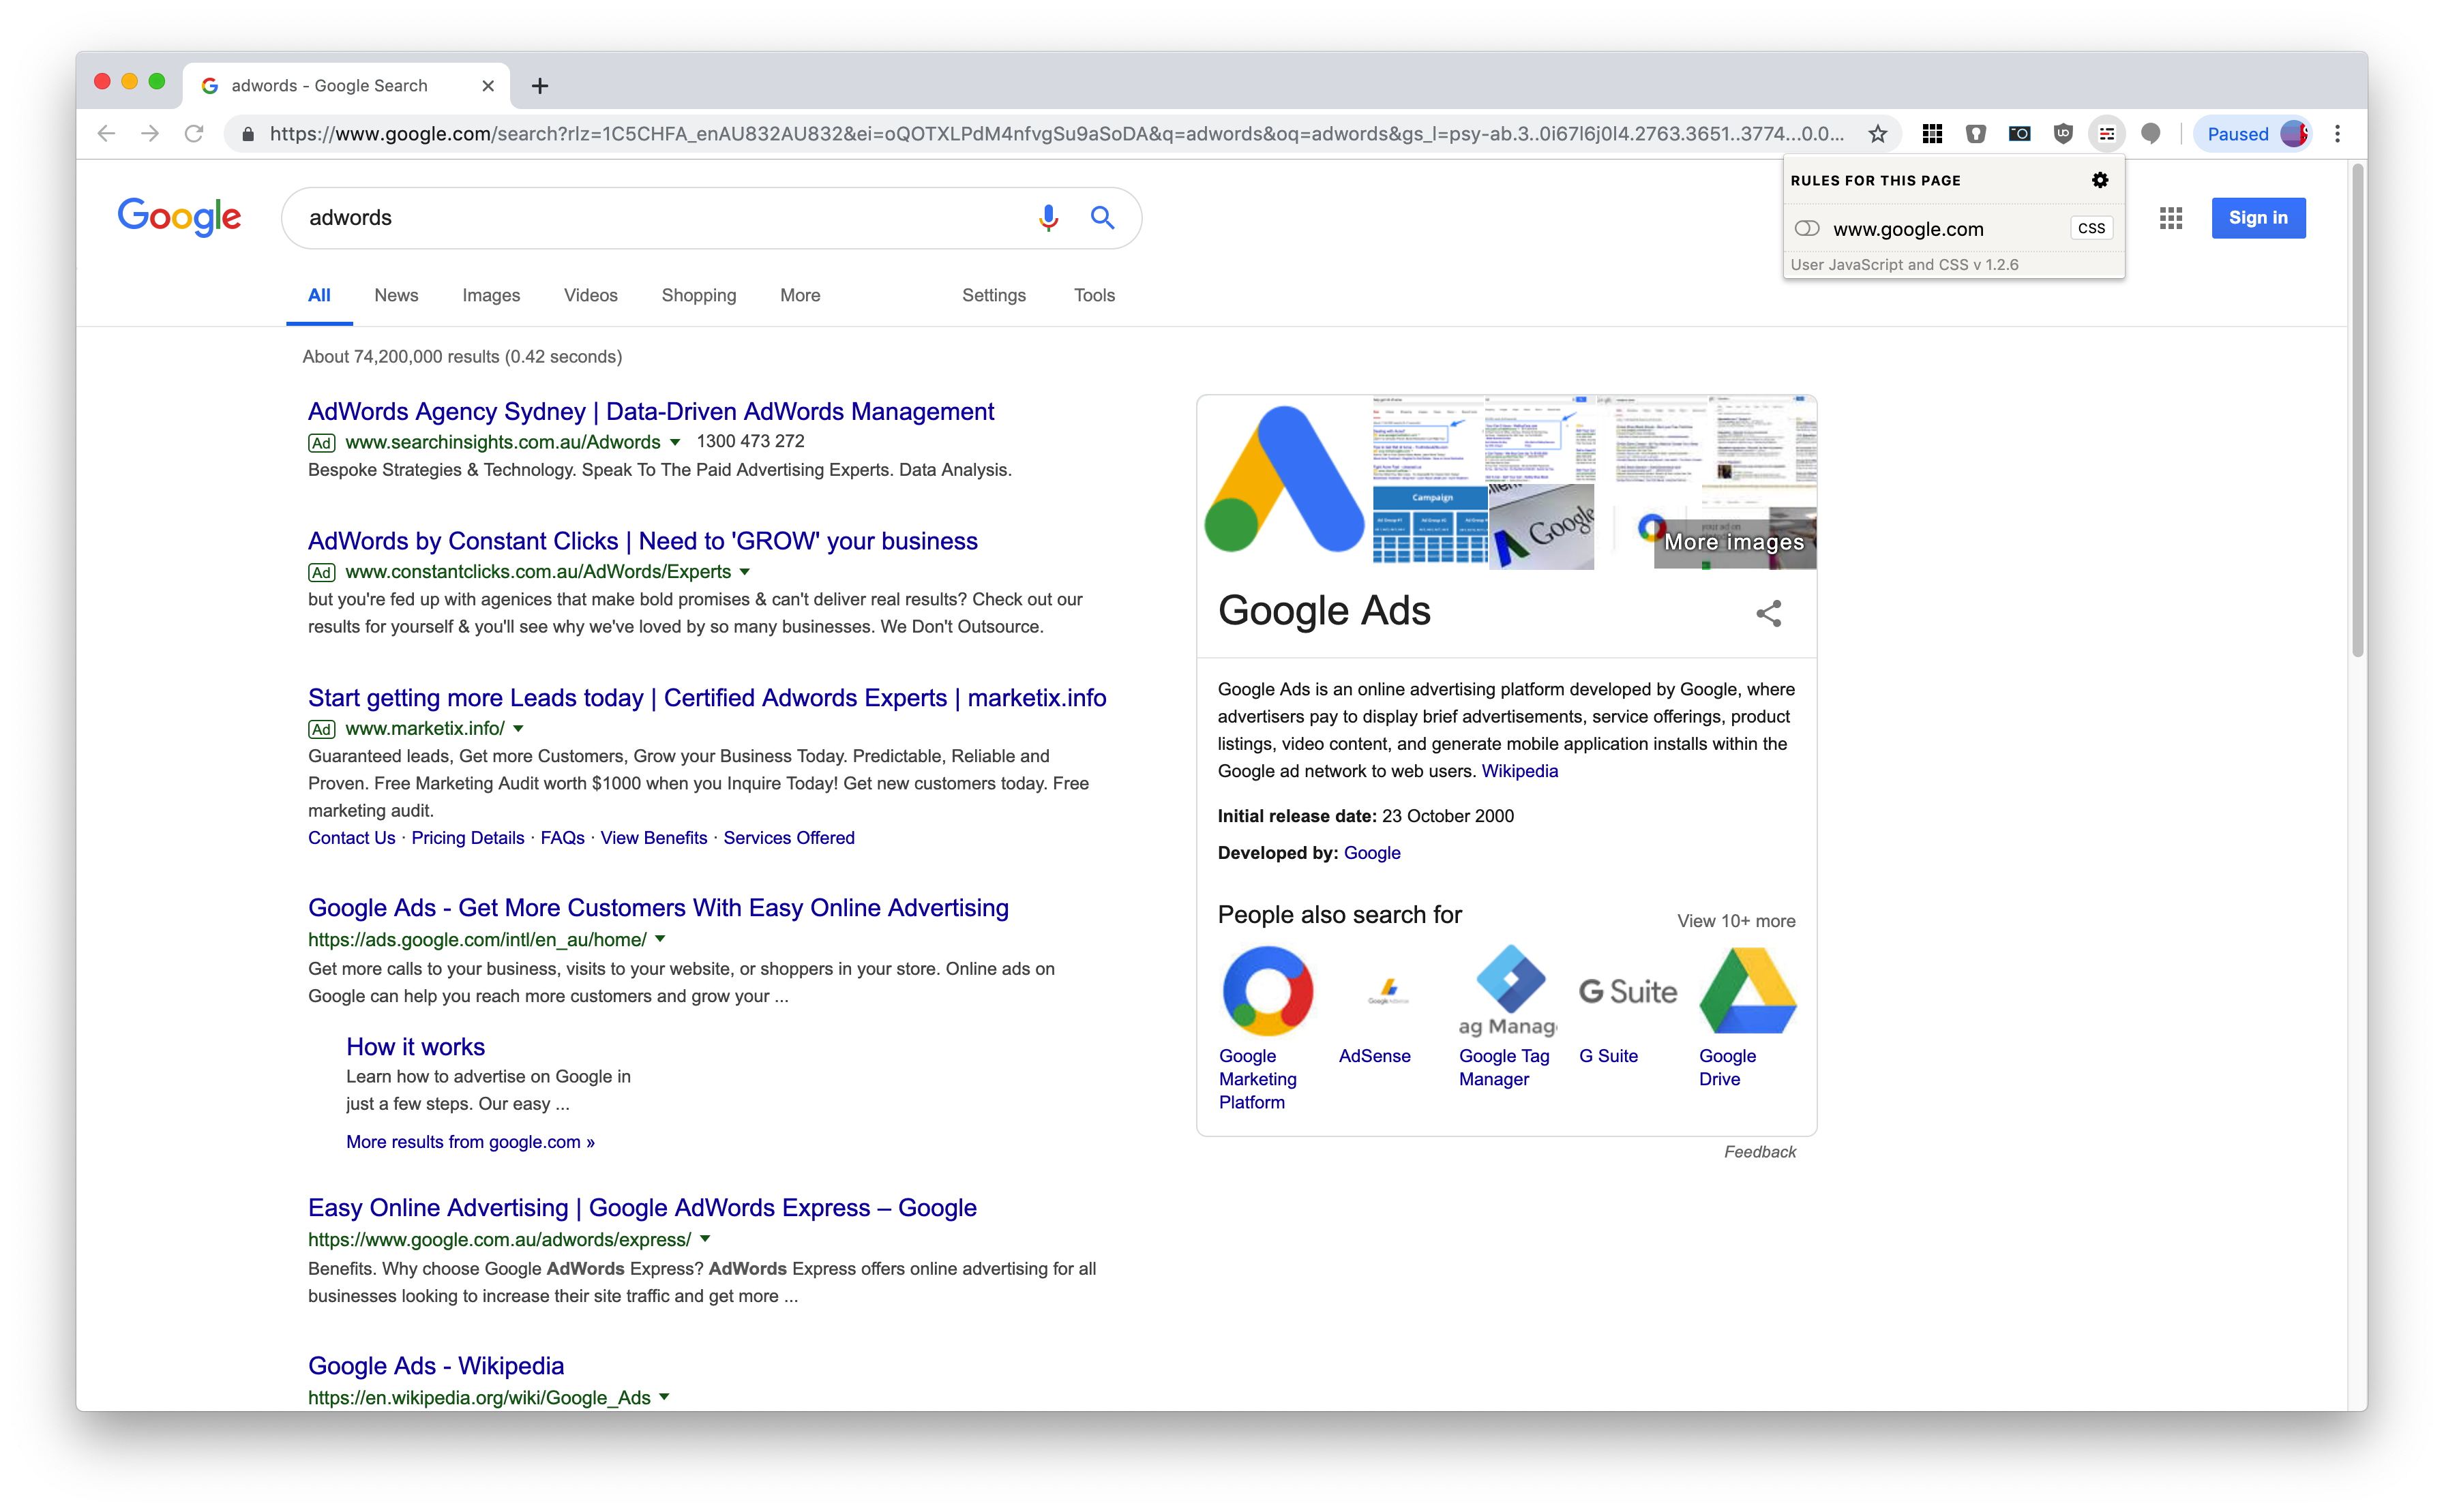 adwords - Google Search
https://www.google.com/search?rlz=1C5CHFA_enAU832AU832&ei=oQOTXLPdM4nfvgSu9aSoDA&q=adwords&oq=adwords&gs_l=psy-ab.3..0i67l6j0l4.2763.3651..3774...0.0...
Paused
RULES FOR THIS PAGE
www.google.com
CSS
User JavaScript and CSS v 1.2.6
Google
adwords
Sign in
All News Images Videos Shopping More Settings Tools
About 74,200,000 results (0.42 seconds)
AdWords Agency Sydney | Data-Driven AdWords Management
Ad www.searchinsights.com.au/Adwords 1300 473 272
Bespoke Strategies & Technology. Speak To The Paid Advertising Experts. Data Analysis.
AdWords by Constant Clicks | Need to 'GROW' your business
Ad www.constantclicks.com.au/AdWords/Experts
but you're fed up with agenices that make bold promises & can't deliver real results? Check out our
results for yourself & you'll see why we've loved by so many businesses. We Don't Outsource.
Start getting more Leads today | Certified Adwords Experts | marketix.info
Ad www.marketix.info/
Guaranteed leads, Get more Customers, Grow your Business Today. Predictable, Reliable and
Proven. Free Marketing Audit worth $1000 when you Inquire Today! Get new customers today. Free
marketing audit.
Contact Us · Pricing Details · FAQs · View Benefits · Services Offered
Google Ads - Get More Customers With Easy Online Advertising
https://ads.google.com/intl/en_au/home/
Get more calls to your business, visits to your website, or shoppers in your store. Online ads on
Google can help you reach more customers and grow your ...
How it works
Learn how to advertise on Google in
just a few steps. Our easy ...
More results from google.com »
Easy Online Advertising | Google AdWords Express – Google
https://www.google.com.au/adwords/express/
Benefits. Why choose Google AdWords Express? AdWords Express offers online advertising for all
businesses looking to increase their site traffic and get more ...
Google Ads - Wikipedia
https://en.wikipedia.org/wiki/Google_Ads
Campaign
Google
your ad on
More images
Google Ads
Google Ads is an online advertising platform developed by Google, where
advertisers pay to display brief advertisements, service offerings, product
listings, video content, and generate mobile application installs within the
Google ad network to web users. Wikipedia
Initial release date: 23 October 2000
Developed by: Google
People also search for
View 10+ more
ag Manag
G Suite
Google Marketing Platform
AdSense
Google Tag Manager
G Suite
Google Drive
Feedback